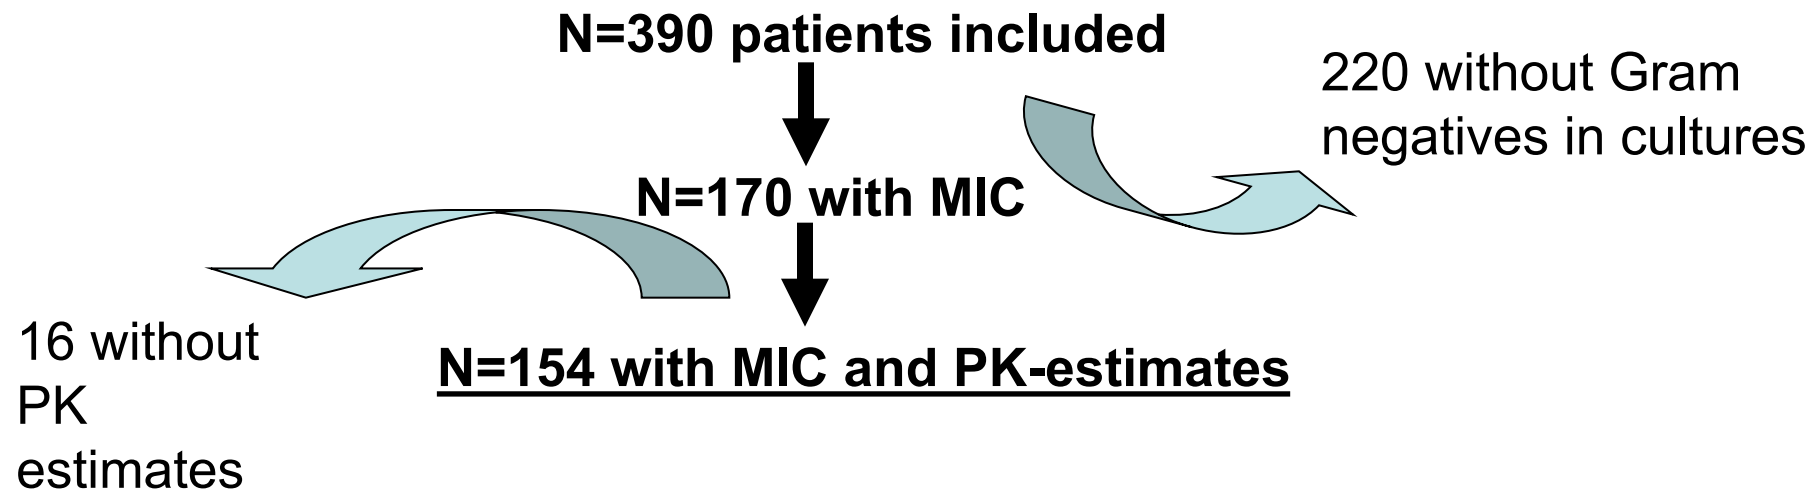 N=390 patients included
220 without Gram
negatives in cultures
N=170 with MIC
16 without
PK
estimates
N=154 with MIC and PK-estimates